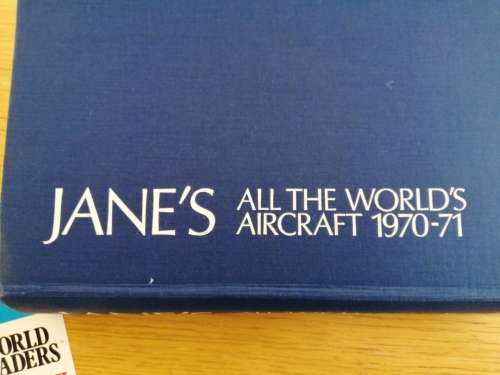 JANE'S
ALL THE WORLD'S
AIRCRAFT 1970-71
ORLD
ADERS